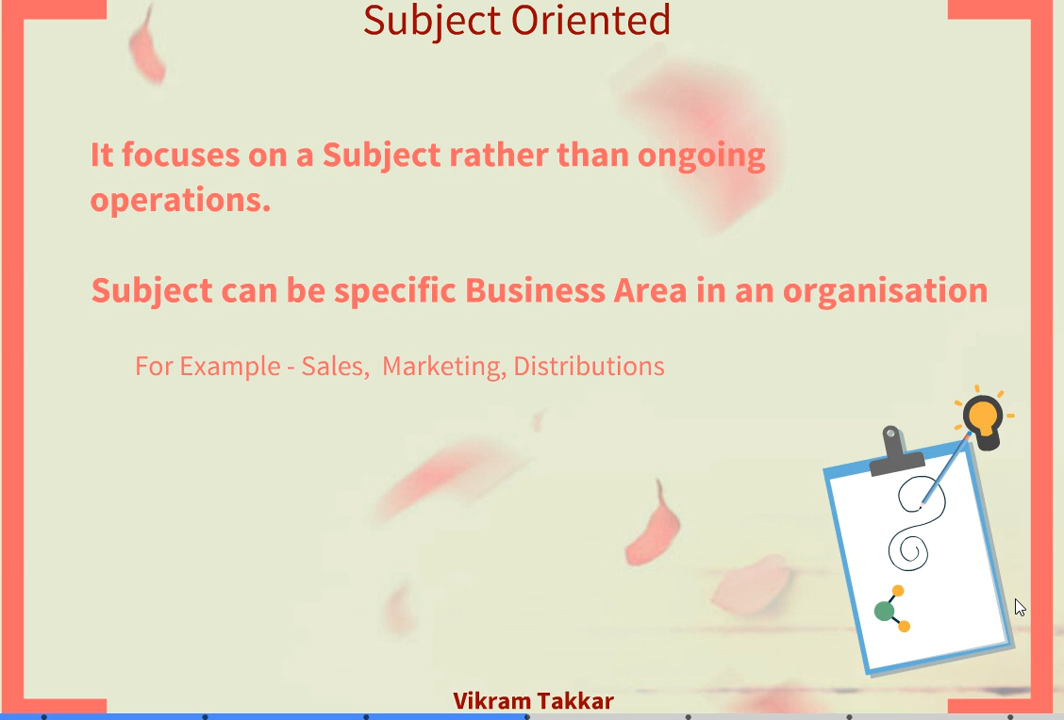 Subject Oriented
It focuses on a Subject rather than ongoing
operations.
Subject can be specific Business Area in an organisation
For Example - Sales,  Marketing, Distributions
Vikram Takkar